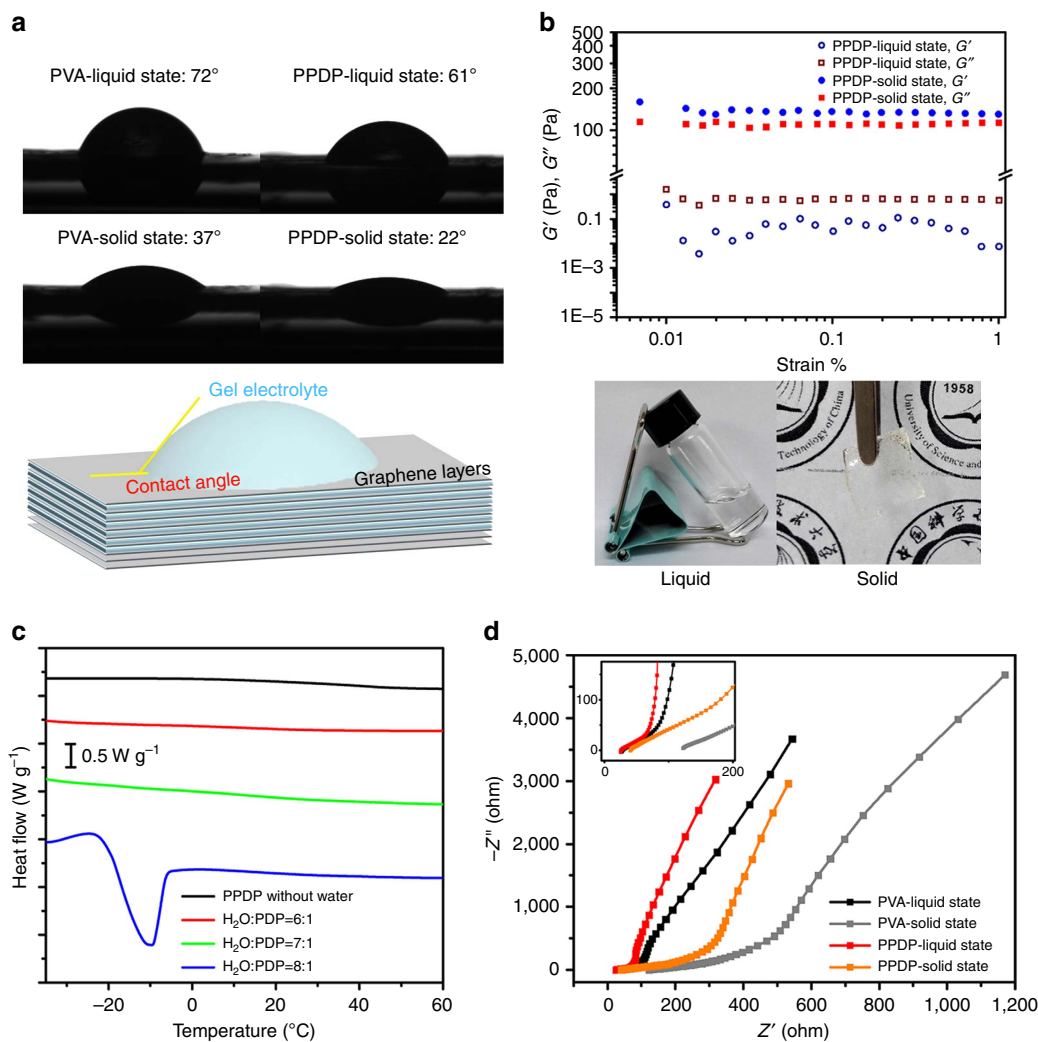 a
PVA-liquid state: 72°
PPDP-liquid state: 61°
PVA-solid state: 37°
PPDP-solid state: 22°
Gel electrolyte
Contact angle
Graphene layers
b
500
400
300
200
100
0.1
1E–3
1E–5
G′ (Pa), G″ (Pa)
PPDP-liquid state, G′
PPDP-liquid state, G″
PPDP-solid state, G′
PPDP-solid state, G″
0.01
0.1
1
Strain %
Technology of China
1958
University of Science and
Liquid
Solid
c
Heat flow (W g⁻¹)
0.5 W g⁻¹
PPDP without water
H₂O:PDP=6:1
H₂O:PDP=7:1
H₂O:PDP=8:1
–20
0
20
40
60
Temperature (°C)
d
5,000
4,000
3,000
2,000
1,000
0
–Z″ (ohm)
100
0
0
200
PVA-liquid state
PVA-solid state
PPDP-liquid state
PPDP-solid state
0
200
400
600
800
1,000
1,200
Z′ (ohm)